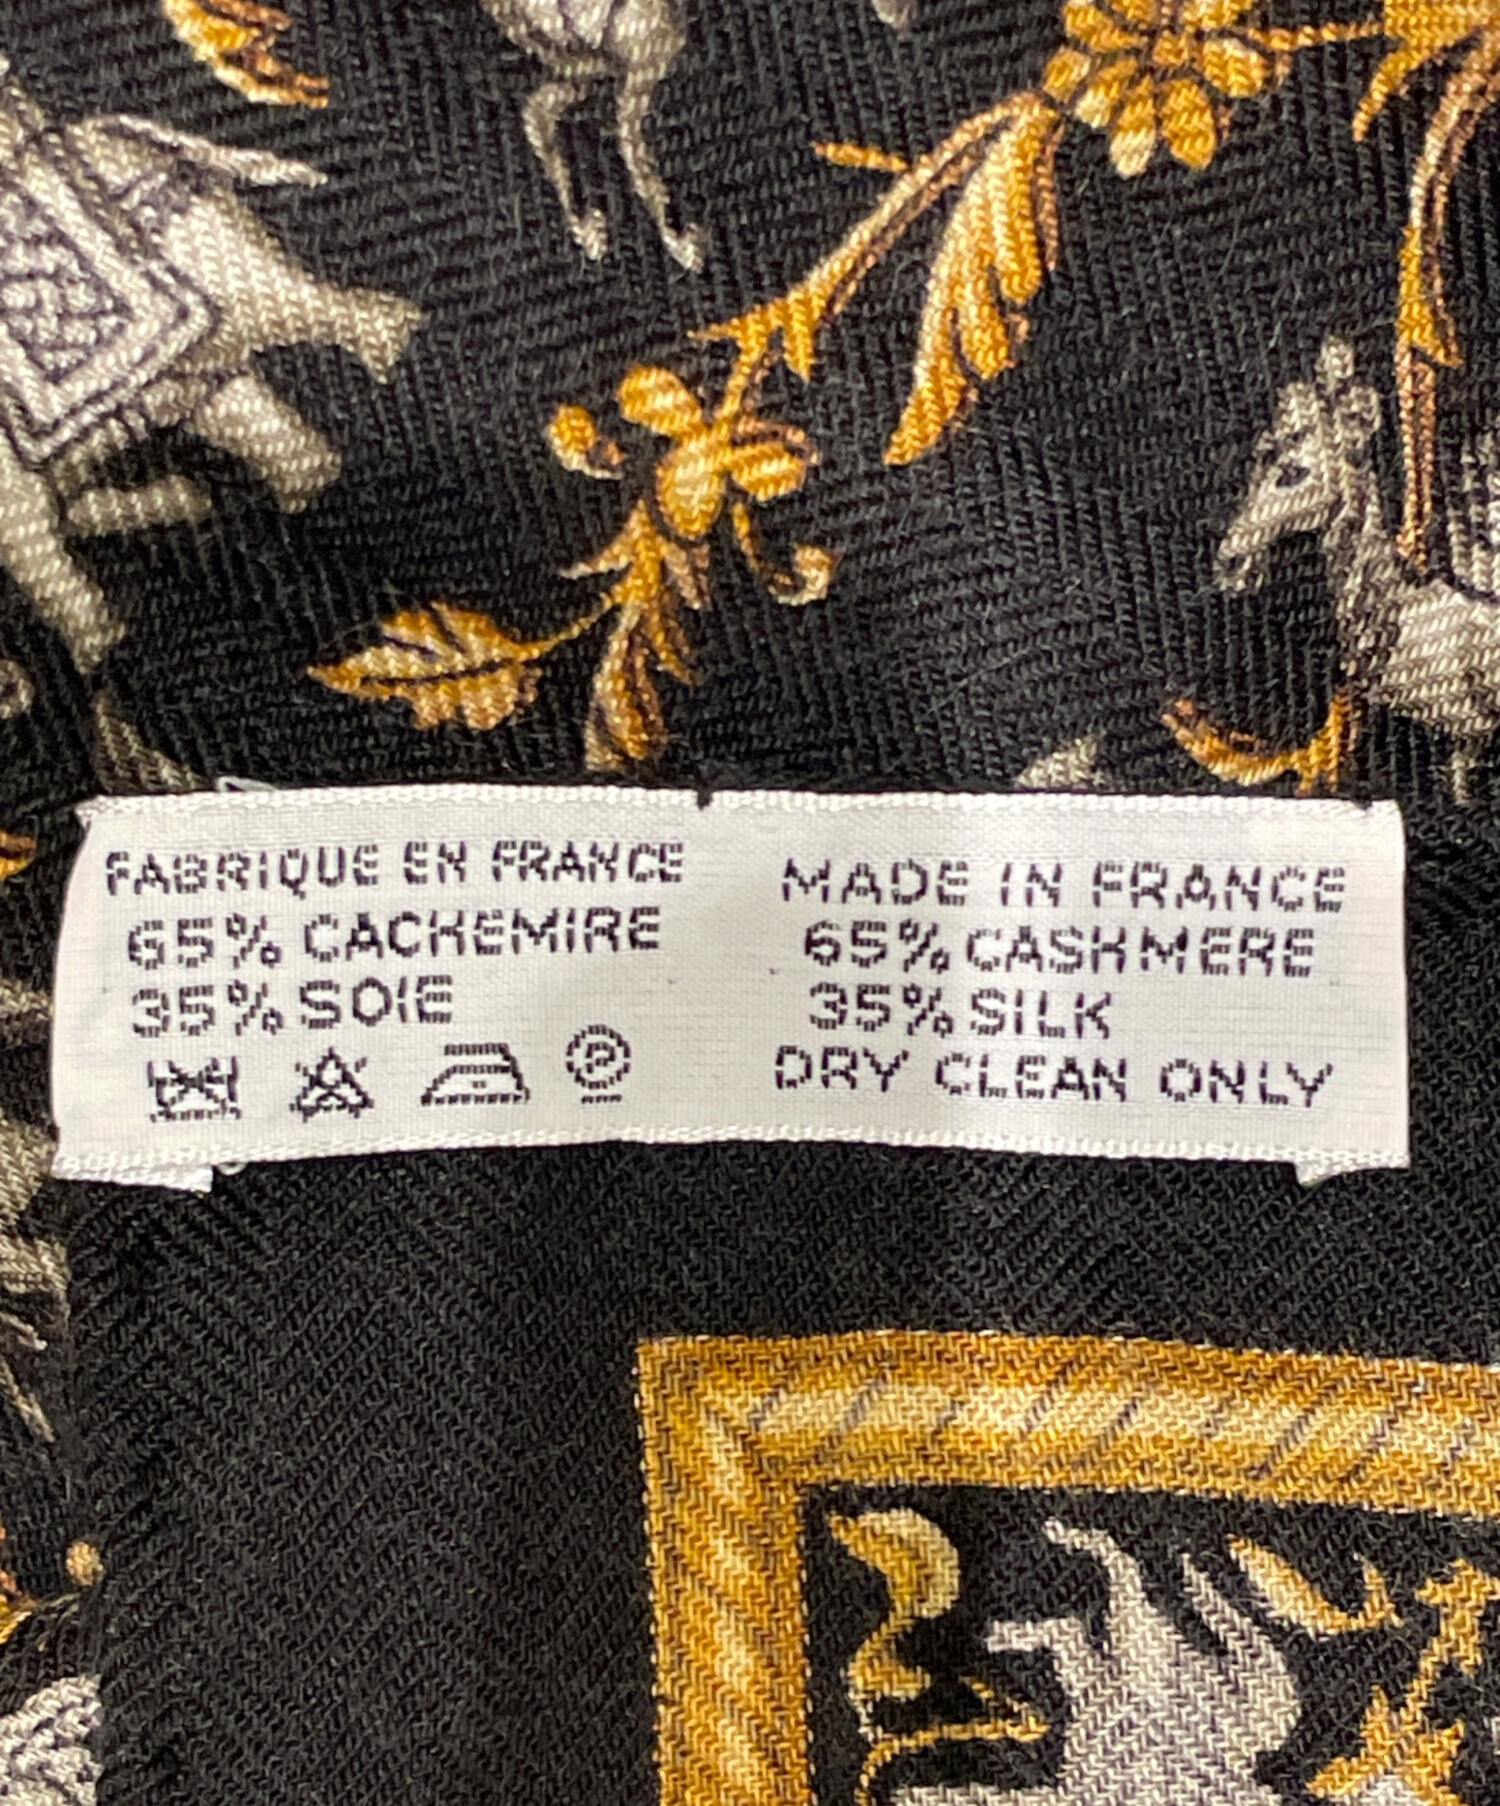 FABRIQUE EN FRANCE
65% CACHEMIRE
35% SOIE
P
MADE IN FRANCE
65% CASHMERE
35% SILK
DRY CLEAN ONLY